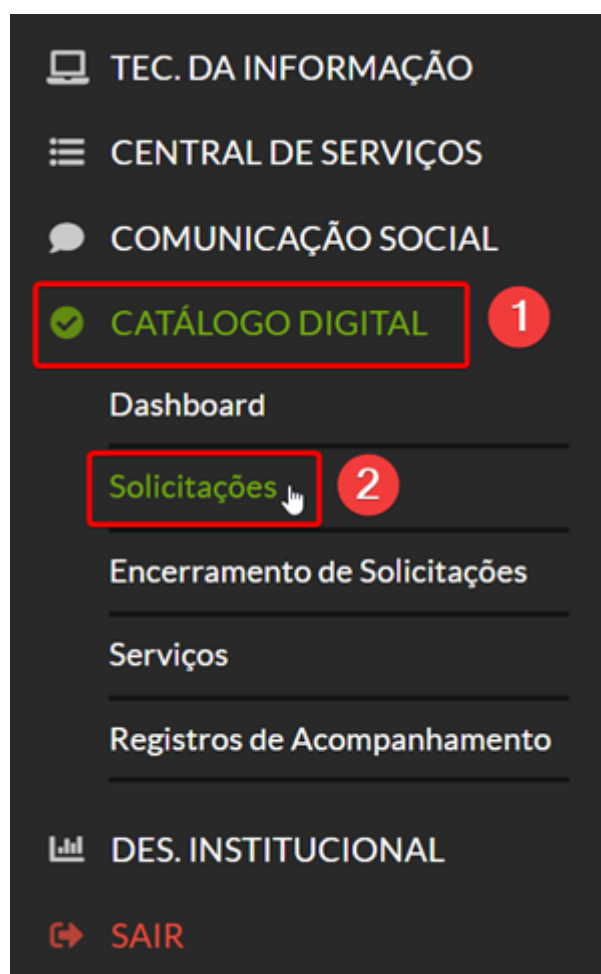 TEC. DA INFORMAÇÃO
CENTRAL DE SERVIÇOS
COMUNICAÇÃO SOCIAL
CATÁLOGO DIGITAL 1
Dashboard
Solicitações 2
Encerramento de Solicitações
Serviços
Registros de Acompanhamento
DES. INSTITUCIONAL
SAIR